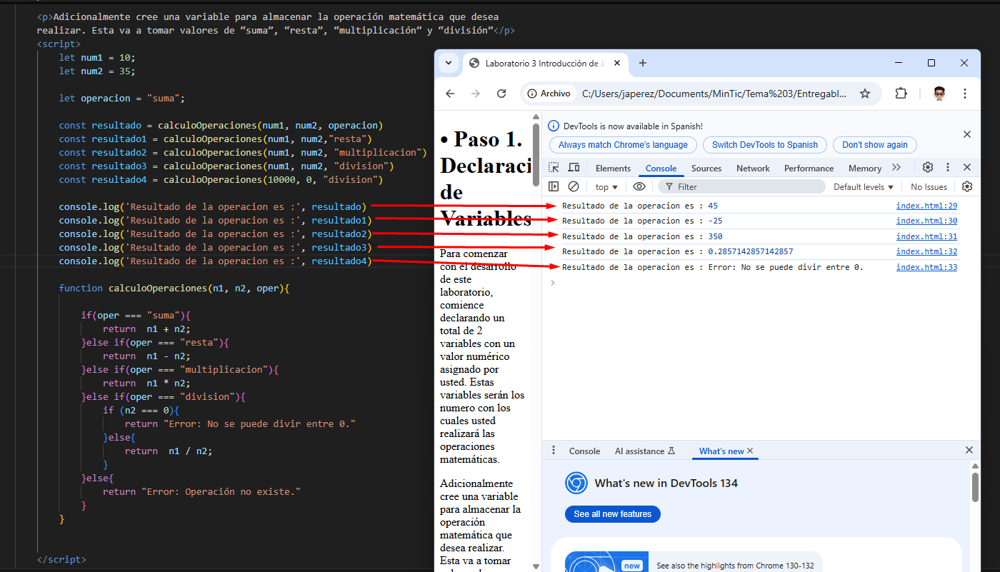 <p>Adicionalmente cree una variable para almacenar la operación matemática que desea
realizar. Esta va a tomar valores de “suma”, “resta”, “multiplicación” y “división”</p>
<script>
let num1 = 10;
let num2 = 35;
let operacion = "suma";
const resultado = calculoOperaciones(num1, num2, operacion)
const resultado1 = calculoOperaciones(num1, num2,"resta")
const resultado2 = calculoOperaciones(num1, num2, "multiplicacion")
const resultado3 = calculoOperaciones(num1, num2, "division")
const resultado4 = calculoOperaciones(10000, 0, "division")
console.log('Resultado de la operacion es :', resultado)
console.log('Resultado de la operacion es :', resultado1)
console.log('Resultado de la operacion es :', resultado2)
console.log('Resultado de la operacion es :', resultado3)
console.log('Resultado de la operacion es :', resultado4)
function calculoOperaciones(n1, n2, oper){
if(oper === "suma"){
return  n1 + n2;
}else if(oper === "resta"){
return  n1 - n2;
}else if(oper === "multiplicacion"){
return  n1 * n2;
}else if(oper === "division"){
if (n2 === 0){
return "Error: No se puede divir entre 0."
}else{
return  n1 / n2;
}
}else{
return "Error: Operación no existe."
}
}
</script>
Laboratorio 3 Introducción de
Archivo C:/Users/japerez/Documents/MinTic/Tema%203/Entregabl...
• Paso 1.
Declaraci
de
Variables
Para comenzar
con el desarrollo
de este
laboratorio,
comience
declarando un
total de 2
variables con un
valor numérico
asignado por
usted. Estas
variables serán los
numero con los
cuales usted
realizará las
operaciones
matemáticas.
Adicionalmente
cree una variable
para almacenar la
operación
matemática que
desea realizar.
Esta va a tomar
DevTools is now available in Spanish!
Always match Chrome's language Switch DevTools to Spanish Don't show again
Elements Console Sources Network Performance Memory
top Filter Default levels No Issues
Resultado de la operacion es : 45 index.html:29
Resultado de la operacion es : -25 index.html:30
Resultado de la operacion es : 350 index.html:31
Resultado de la operacion es : 0.2857142857142857 index.html:32
Resultado de la operacion es : Error: No se puede divir entre 0. index.html:33
Console AI assistance What's new
What's new in DevTools 134
See all new features
new
See also the highlights from Chrome 130-132